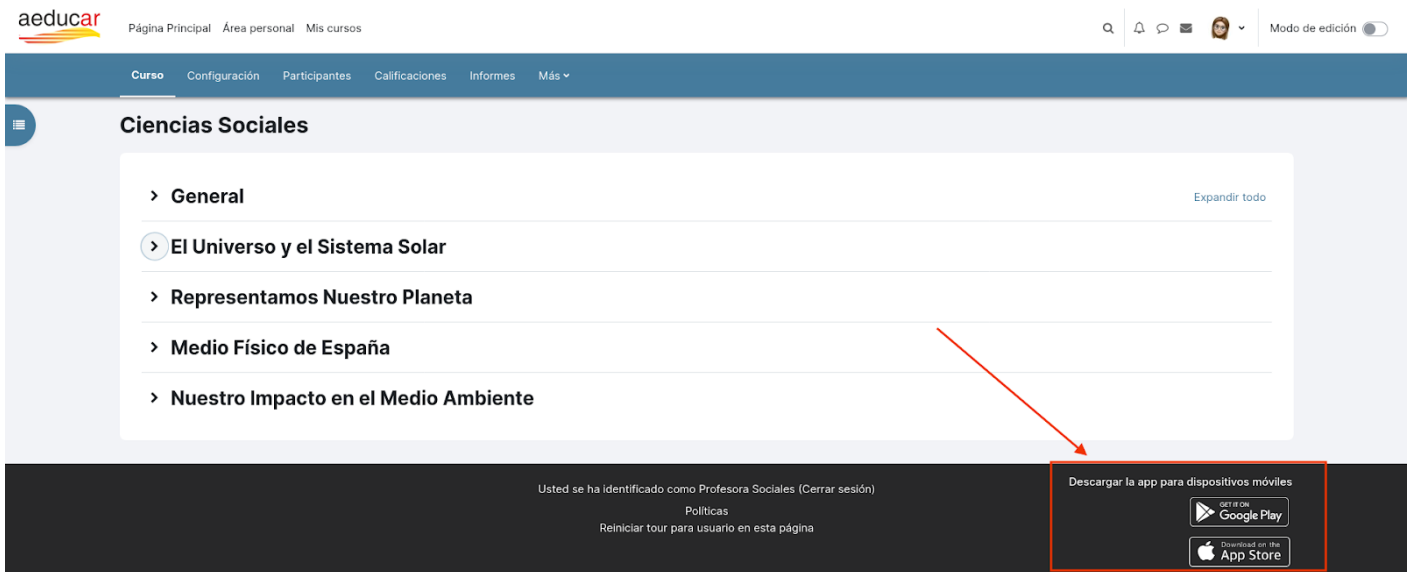 aeducar
Página Principal Área personal Mis cursos
Modo de edición
Curso Configuración Participantes Calificaciones Informes Más
Ciencias Sociales
General
Expandir todo
El Universo y el Sistema Solar
Representamos Nuestro Planeta
Medio Físico de España
Nuestro Impacto en el Medio Ambiente
Usted se ha identificado como Profesora Sociales (Cerrar sesión)
Políticas
Reiniciar tour para usuario en esta página
Descargar la app para dispositivos móviles
GET IT ON
Google Play
Download on the
App Store